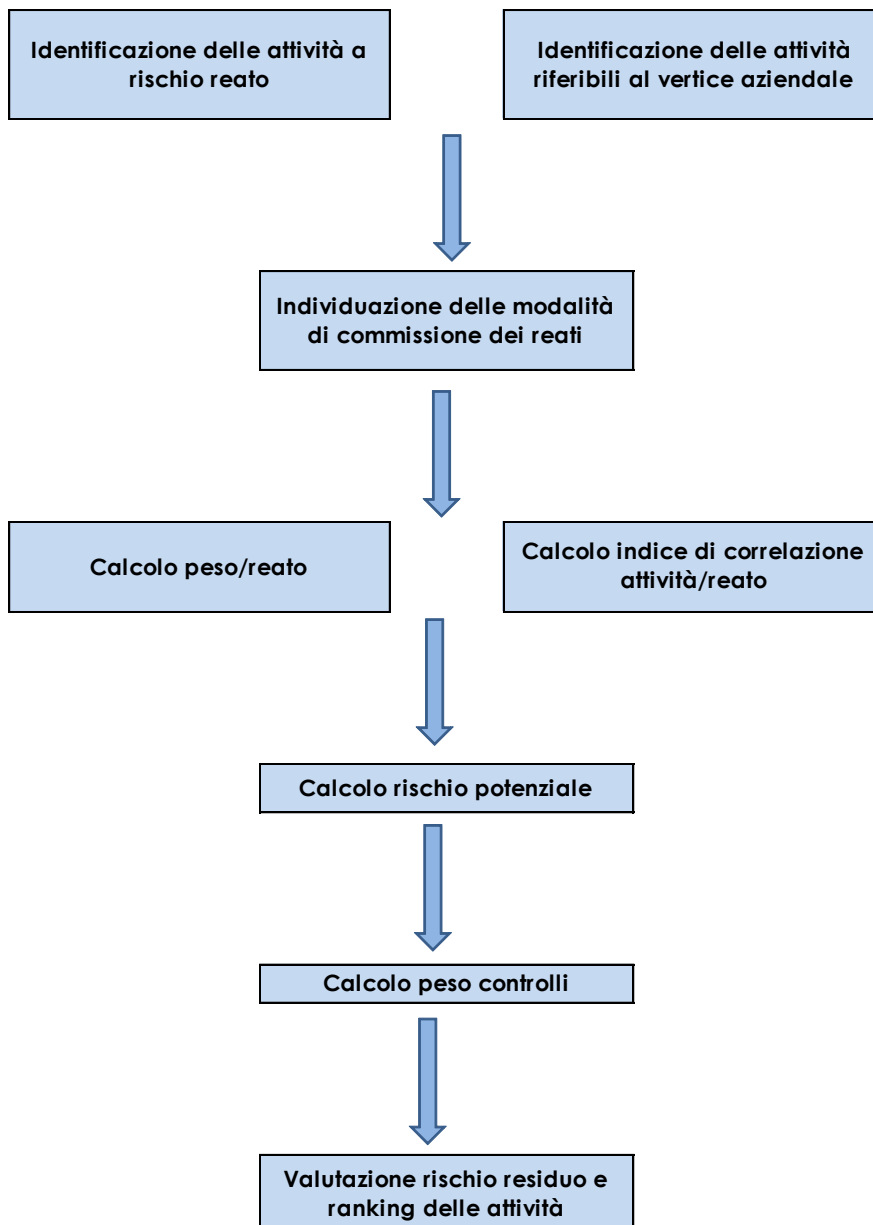 Identificazione delle attività a
rischio reato
Identificazione delle attività
riferibili al vertice aziendale
Individuazione delle modalità
di commissione dei reati
Calcolo peso/reato
Calcolo indice di correlazione
attività/reato
Calcolo rischio potenziale
Calcolo peso controlli
Valutazione rischio residuo e
ranking delle attività